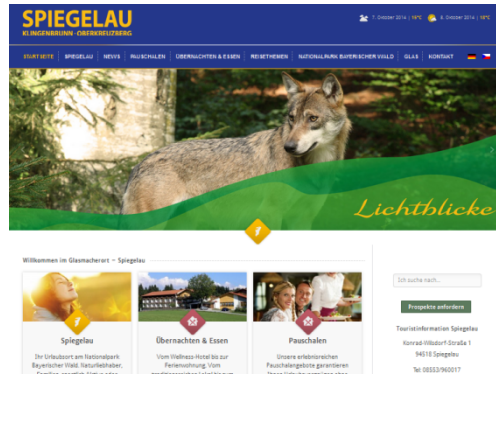 SPIEGELAU
KLINGENBRUNN - OBERKREUZBERG
7. Oktober 2014 | 16°C 8. Oktober 2014 | 18°C
STARTSEITE SPIEGELAU NEWS PAUSCHALEN ÜBERNACHTEN & ESSEN REISETHEMEN NATIONALPARK BAYERISCHER WALD GLAS KONTAKT
Lichtblicke
Willkommen im Glasmacherort – Spiegelau
Ich suche nach..
Prospekte anfordern
Touristinformation Spiegelau
Konrad-Wilsdorf-Straße 1
94518 Spiegelau
Tel: 08553/960017
Spiegelau
Ihr Urlaubsort am Nationalpark
Bayerischer Wald. Naturliebhaber,
Übernachten & Essen
Vom Wellness-Hotel bis zur
Ferienwohnung. Vom
Pauschalen
Unsere erlebnisreichen
Pauschalangebote garantieren